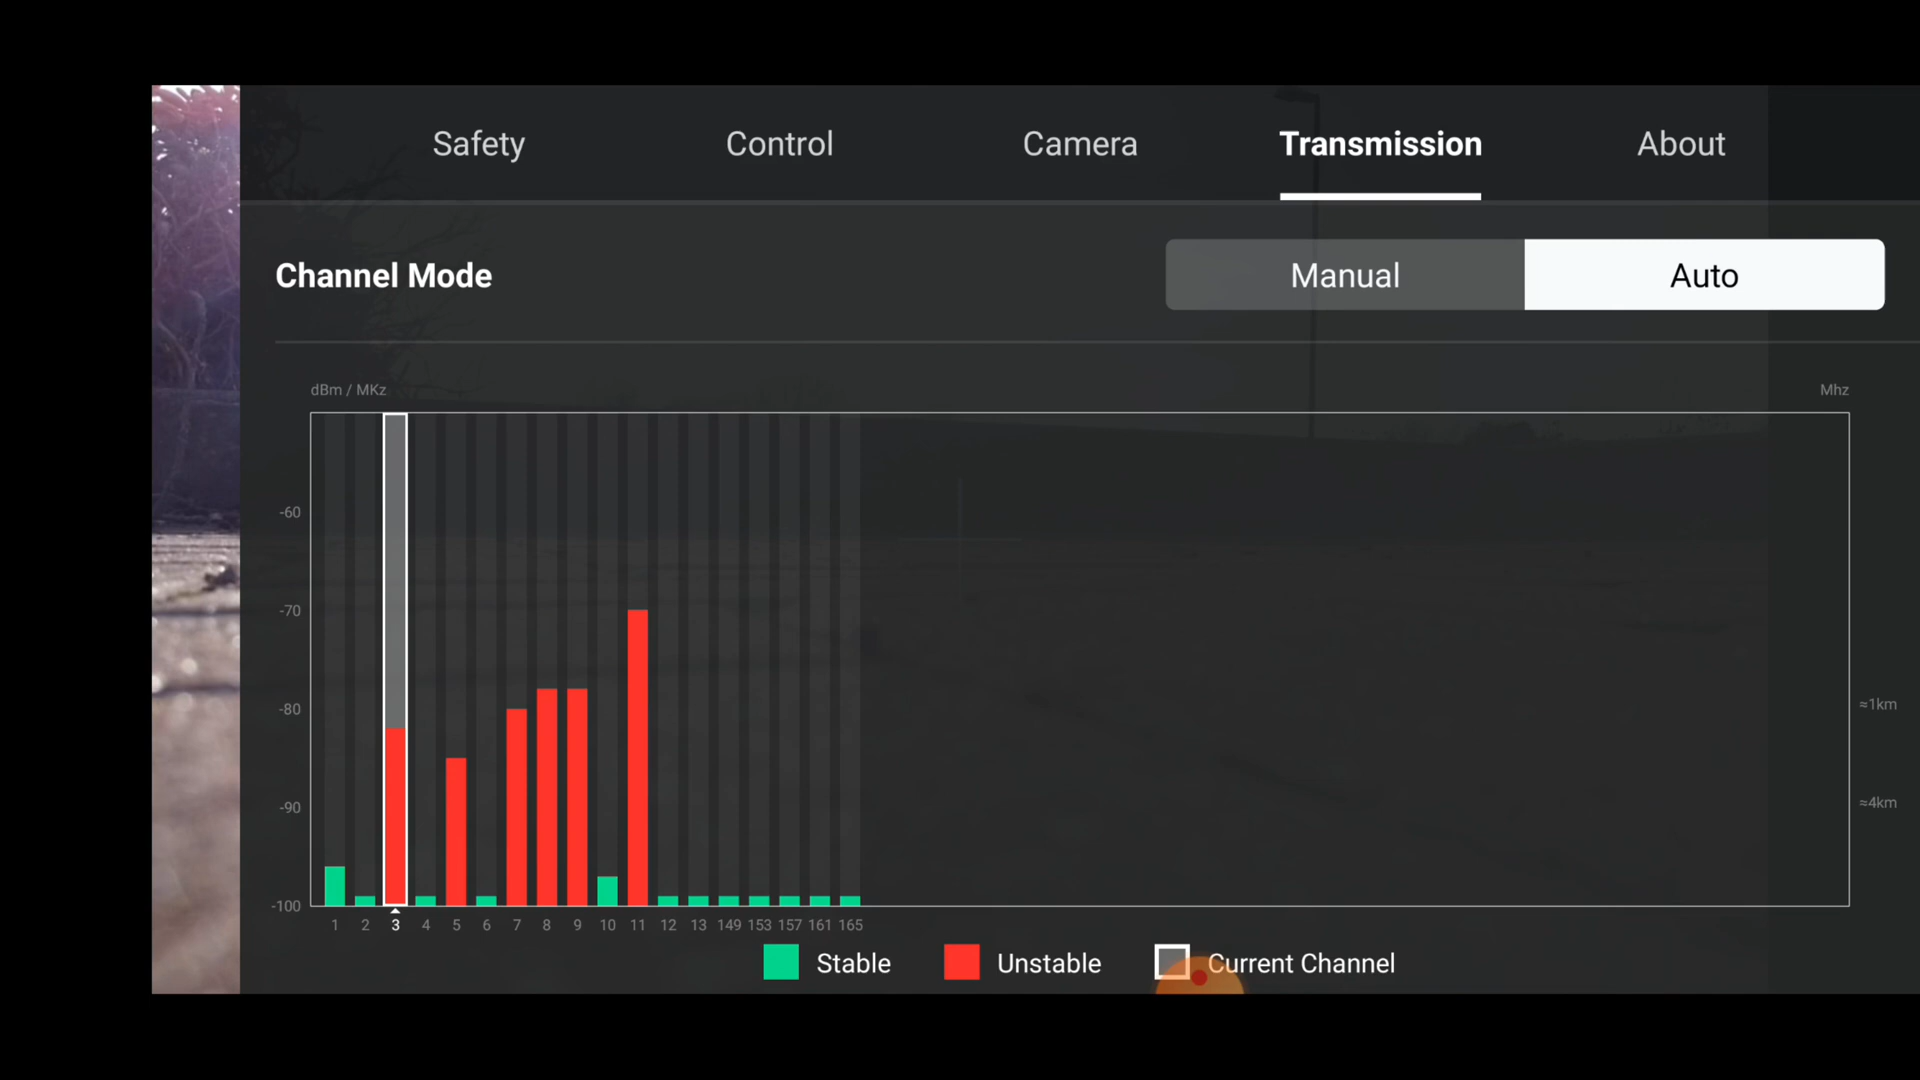 Safety Control Camera Transmission About
Channel Mode Manual Auto
dBm / MKz Mhz
-60
-70
-80 ≈1km
-90 ≈4km
-100
1 2 3 4 5 6 7 8 9 10 11 12 13 149 153 157 161 165
Stable Unstable Current Channel